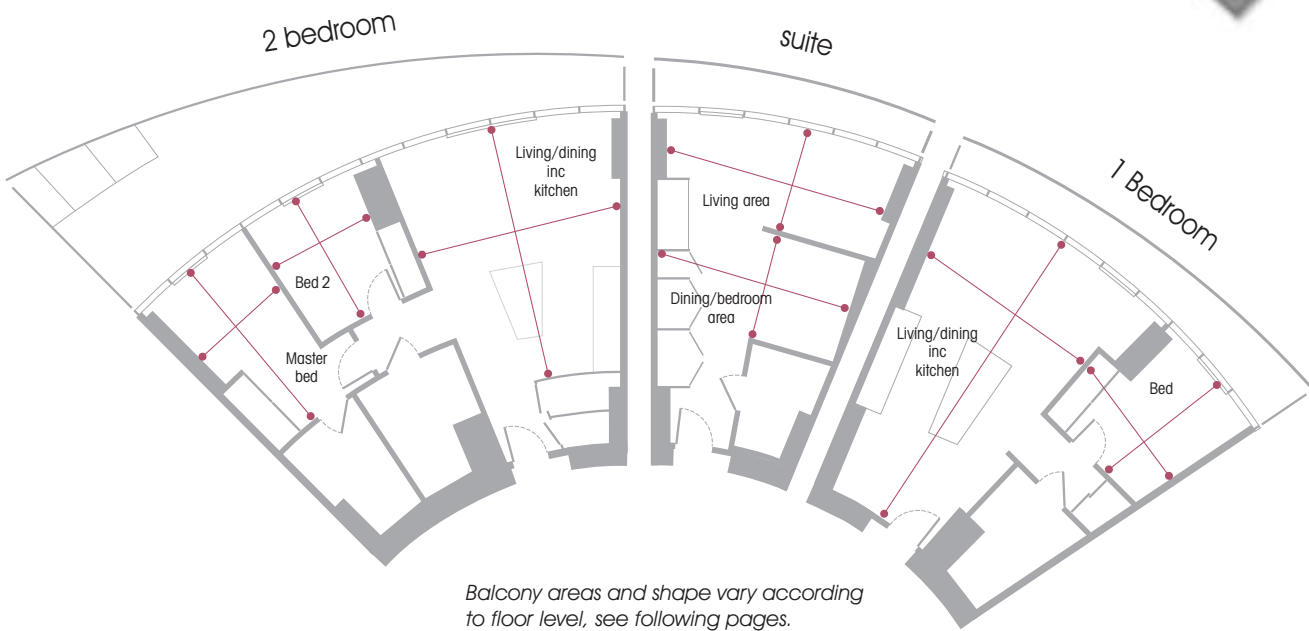 2 bedroom
suite
1 Bedroom
Living/dining
inc
kitchen
Bed 2
Master
bed
Living area
Dining/bedroom
area
Living/dining
inc
kitchen
Bed
Balcony areas and shape vary according
to floor level, see following pages.